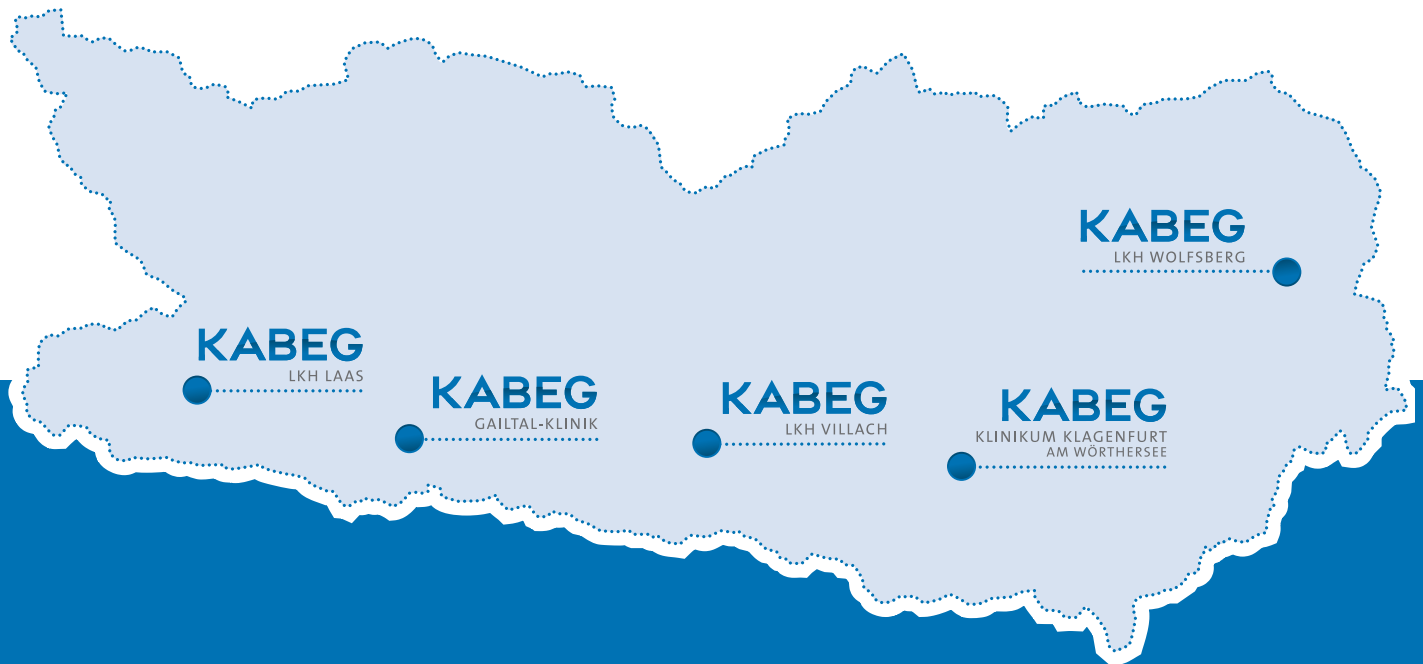 KABEG
LKH WOLFSBERG
KABEG
LKH LAAS
KABEG
GAILTAL-KLINIK
KABEG
LKH VILLACH
KABEG
KLINIKUM KLAGENFURT
AM WÖRTHERSEE